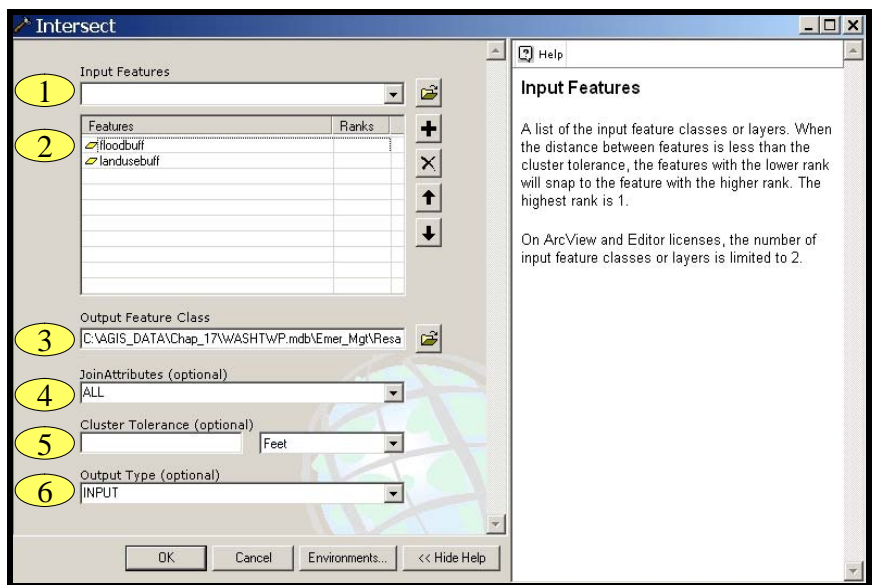 Intersect
1
Input Features
2
Features Ranks
floodbuff
landusebuff
3
Output Feature Class
C:\AGIS_DATA\Chap_17\WASHTWP.mdb\Emer_Mgt\Resa
4
JoinAttributes (optional)
ALL
5
Cluster Tolerance (optional)
Feet
6
Output Type (optional)
INPUT
OK Cancel Environments... << Hide Help
Help
Input Features
A list of the input feature classes or layers. When
the distance between features is less than the
cluster tolerance, the features with the lower rank
will snap to the feature with the higher rank. The
highest rank is 1.
On ArcView and Editor licenses, the number of
input feature classes or layers is limited to 2.